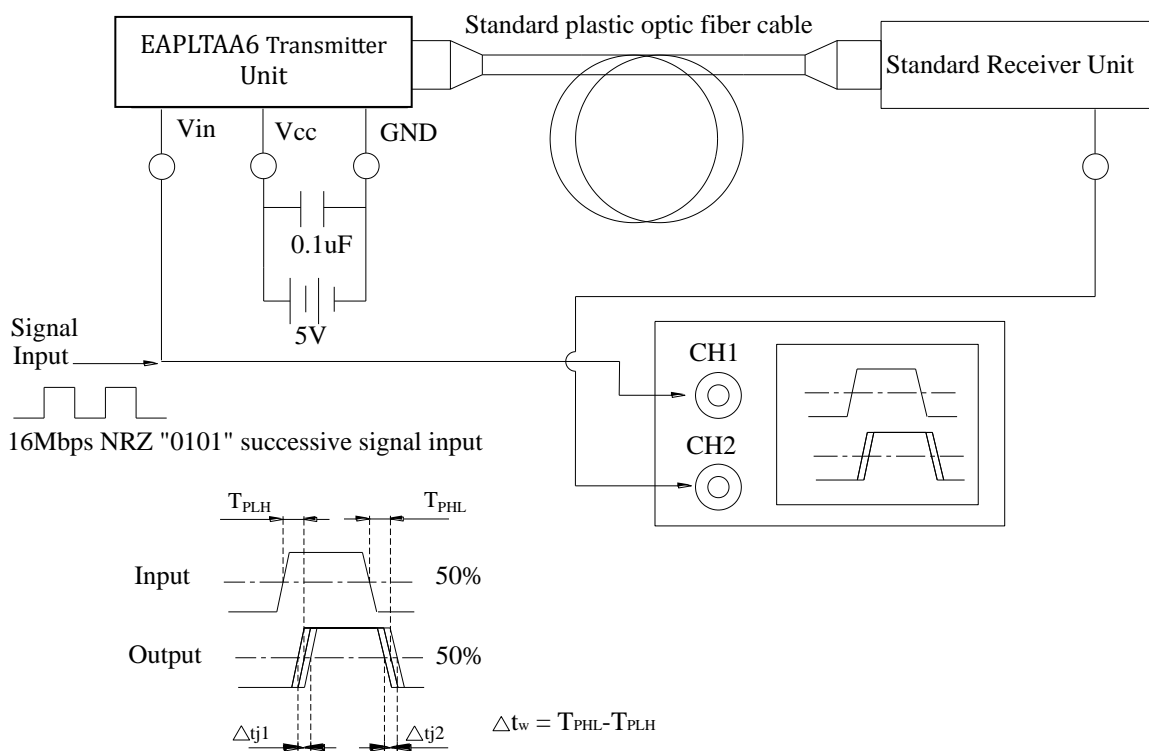 Standard plastic optic fiber cable
EAPLTAA6 Transmitter
Unit
Standard Receiver Unit
Vin
Vcc
GND
0.1uF
5V
Signal
Input
CH1
CH2
16Mbps NRZ "0101" successive signal input
TPLH
TPHL
Input
50%
Output
50%
△tj1
△tj2
△tw = TPHL-TPLH